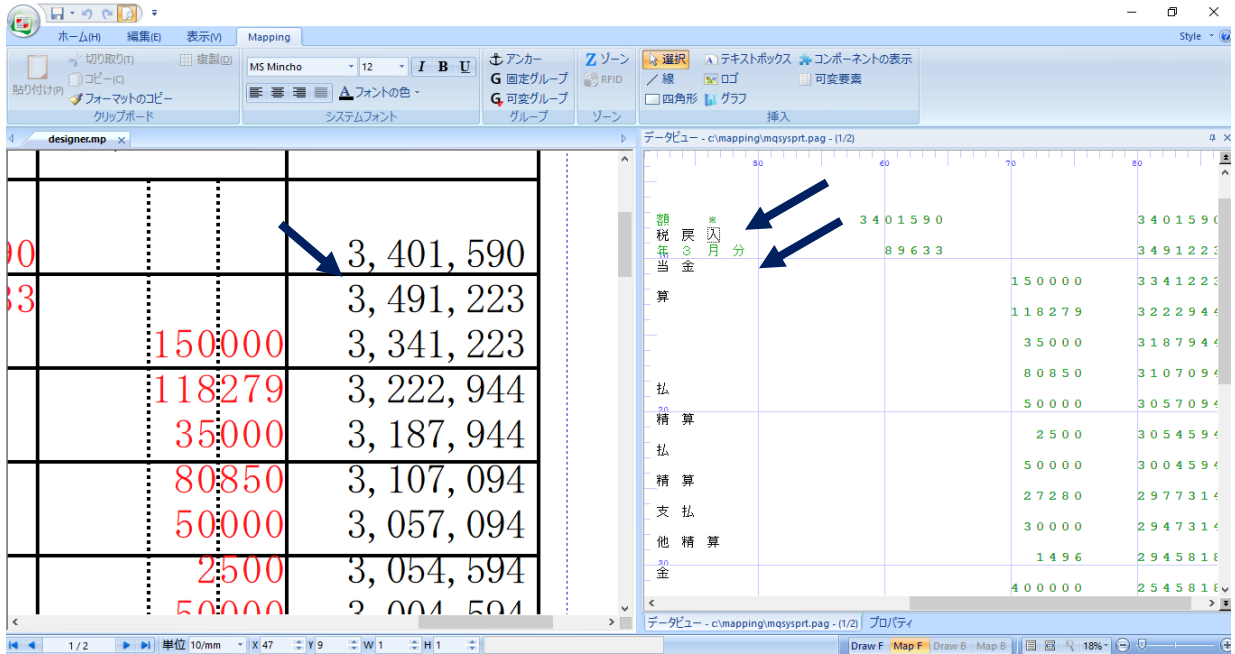 ホーム(H) 編集(E) 表示(V) Mapping Style
貼り付け(P)
切り取り(T)
コピー(C)
フォーマットのコピー
複製(D)
クリップボード
MS Mincho 12 I B U
A フォントの色
システムフォント
アンカー
G 固定グループ
G 可変グループ
グループ
Z ゾーン
RFID
ゾーン
選択 テキストボックス コンポーネントの表示
線 ロゴ 可変要素
四角形 グラフ
挿入
designer.mp
3,401,590
3,491,223
150000 3,341,223
118279 3,222,944
35000 3,187,944
80850 3,107,094
50000 3,057,094
2500 3,054,594
50000 3,004,594
データビュー - c\mapping\mqsysprt.pag - (1/2)
50 60 70 80
額 * 3401590 3401590
税戻入
年3月分 89633 349122
当金
150000 334122
算
118279 322294
35000 318794
80850 310709
払
50000 305709
精算
2500 305459
払
50000 300459
精算
27280 297731
支払
30000 294731
他精算
1496 294581
金
400000 254581
データビュー - c\mapping\mqsysprt.pag - (1/2) プロパティ
1/2 単位 10/mm X 47 Y 9 W 1 H 1 Draw F Map F Draw B Map B 18%